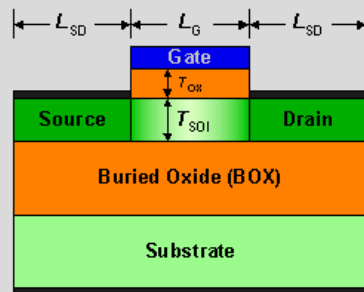 L_SD L_G L_SD
Gate
T_OX
Source T_SOI Drain
Buried Oxide (BOX)
Substrate